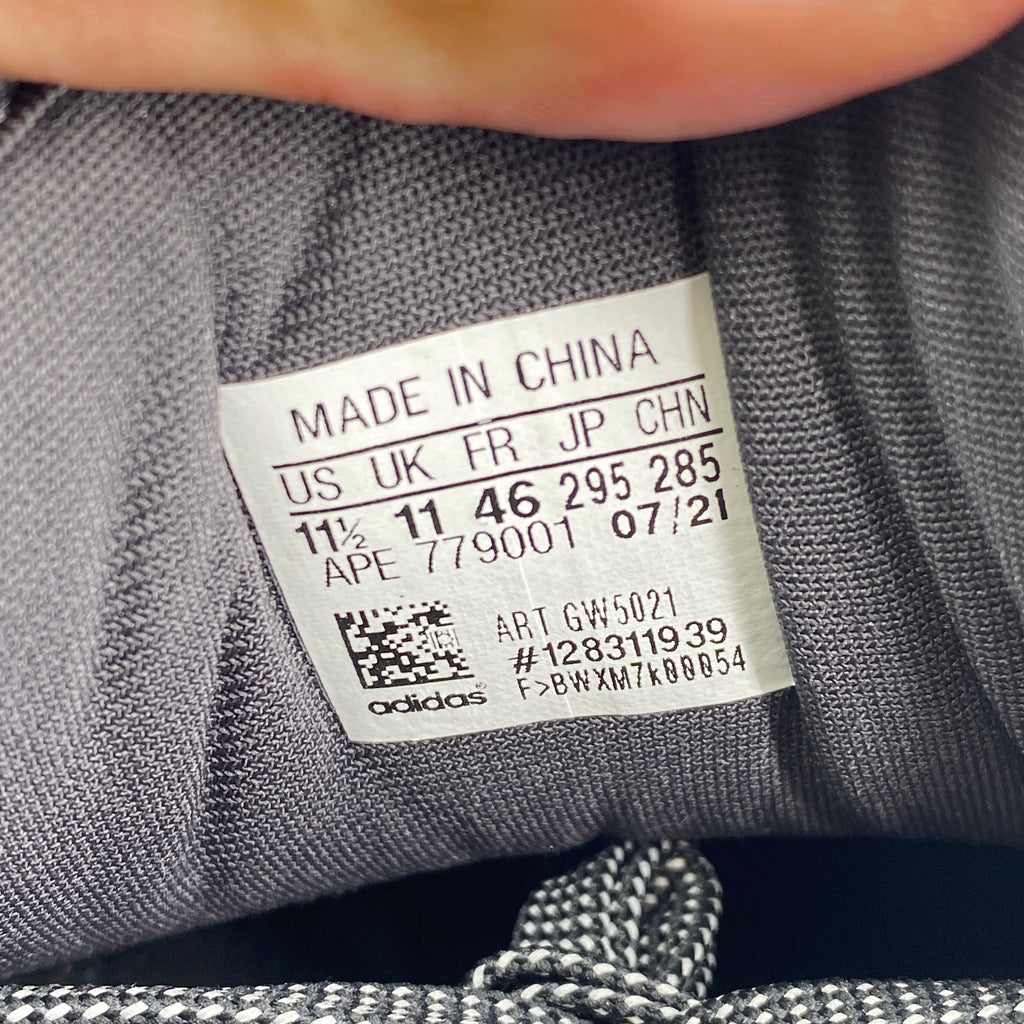 MADE IN CHINA
US UK FR JP CHN
11½ 11 46 295 285
APE 779001 07/21
ART GW5021
#128311939
F>BWXM7k00054
adidas®